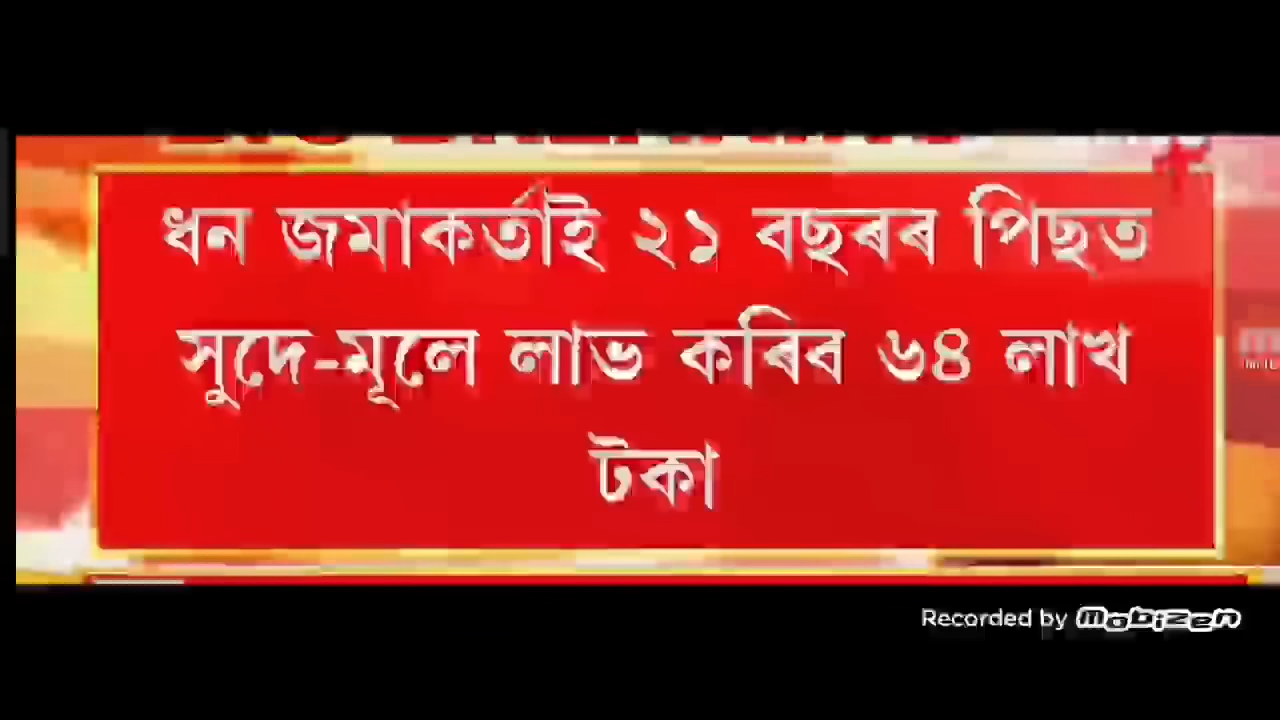 ধন জমাকৰ্তাই ২১ বছৰৰ পিছত
সুদে-মূলে লাভ কৰিব ৬৪ লাখ
টকা
Recorded by Mobizen